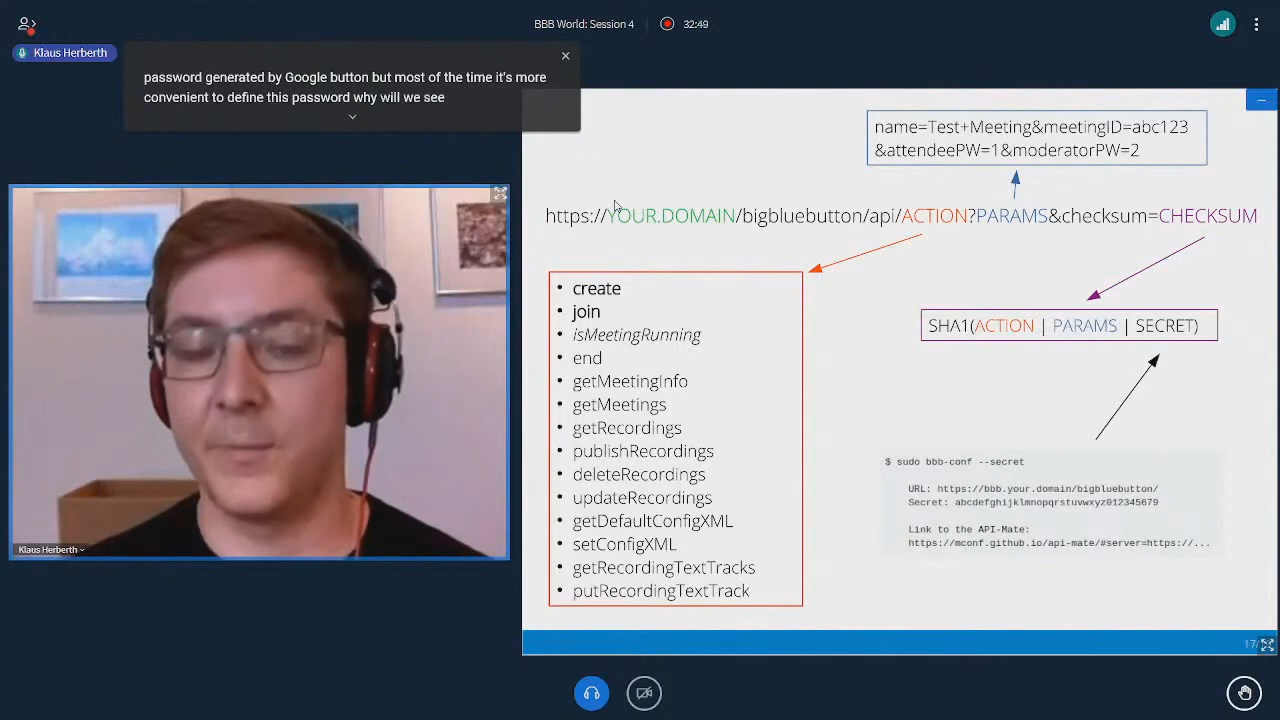 BBB World: Session 4
32:49
Klaus Herberth
password generated by Google button but most of the time it's more
convenient to define this password why will we see
name=Test+Meeting&meetingID=abc123
&attendeePW=1&moderatorPW=2
https://YOUR.DOMAIN/bigbluebutton/api/ACTION?PARAMS&checksum=CHECKSUM
• create
• join
• isMeetingRunning
• end
• getMeetingInfo
• getMeetings
• getRecordings
• publishRecordings
• deleteRecordings
• updateRecordings
• getDefaultConfigXML
• setConfigXML
• getRecordingTextTracks
• putRecordingTextTrack
SHA1(ACTION | PARAMS | SECRET)
$ sudo bbb-conf --secret
URL: https://bbb.your.domain/bigbluebutton/
Secret: abcdefghijklmnopqrstuvwxyz012345679
Link to the API-Mate:
https://mconf.github.io/api-mate/#server=https://...
Klaus Herberth
17/